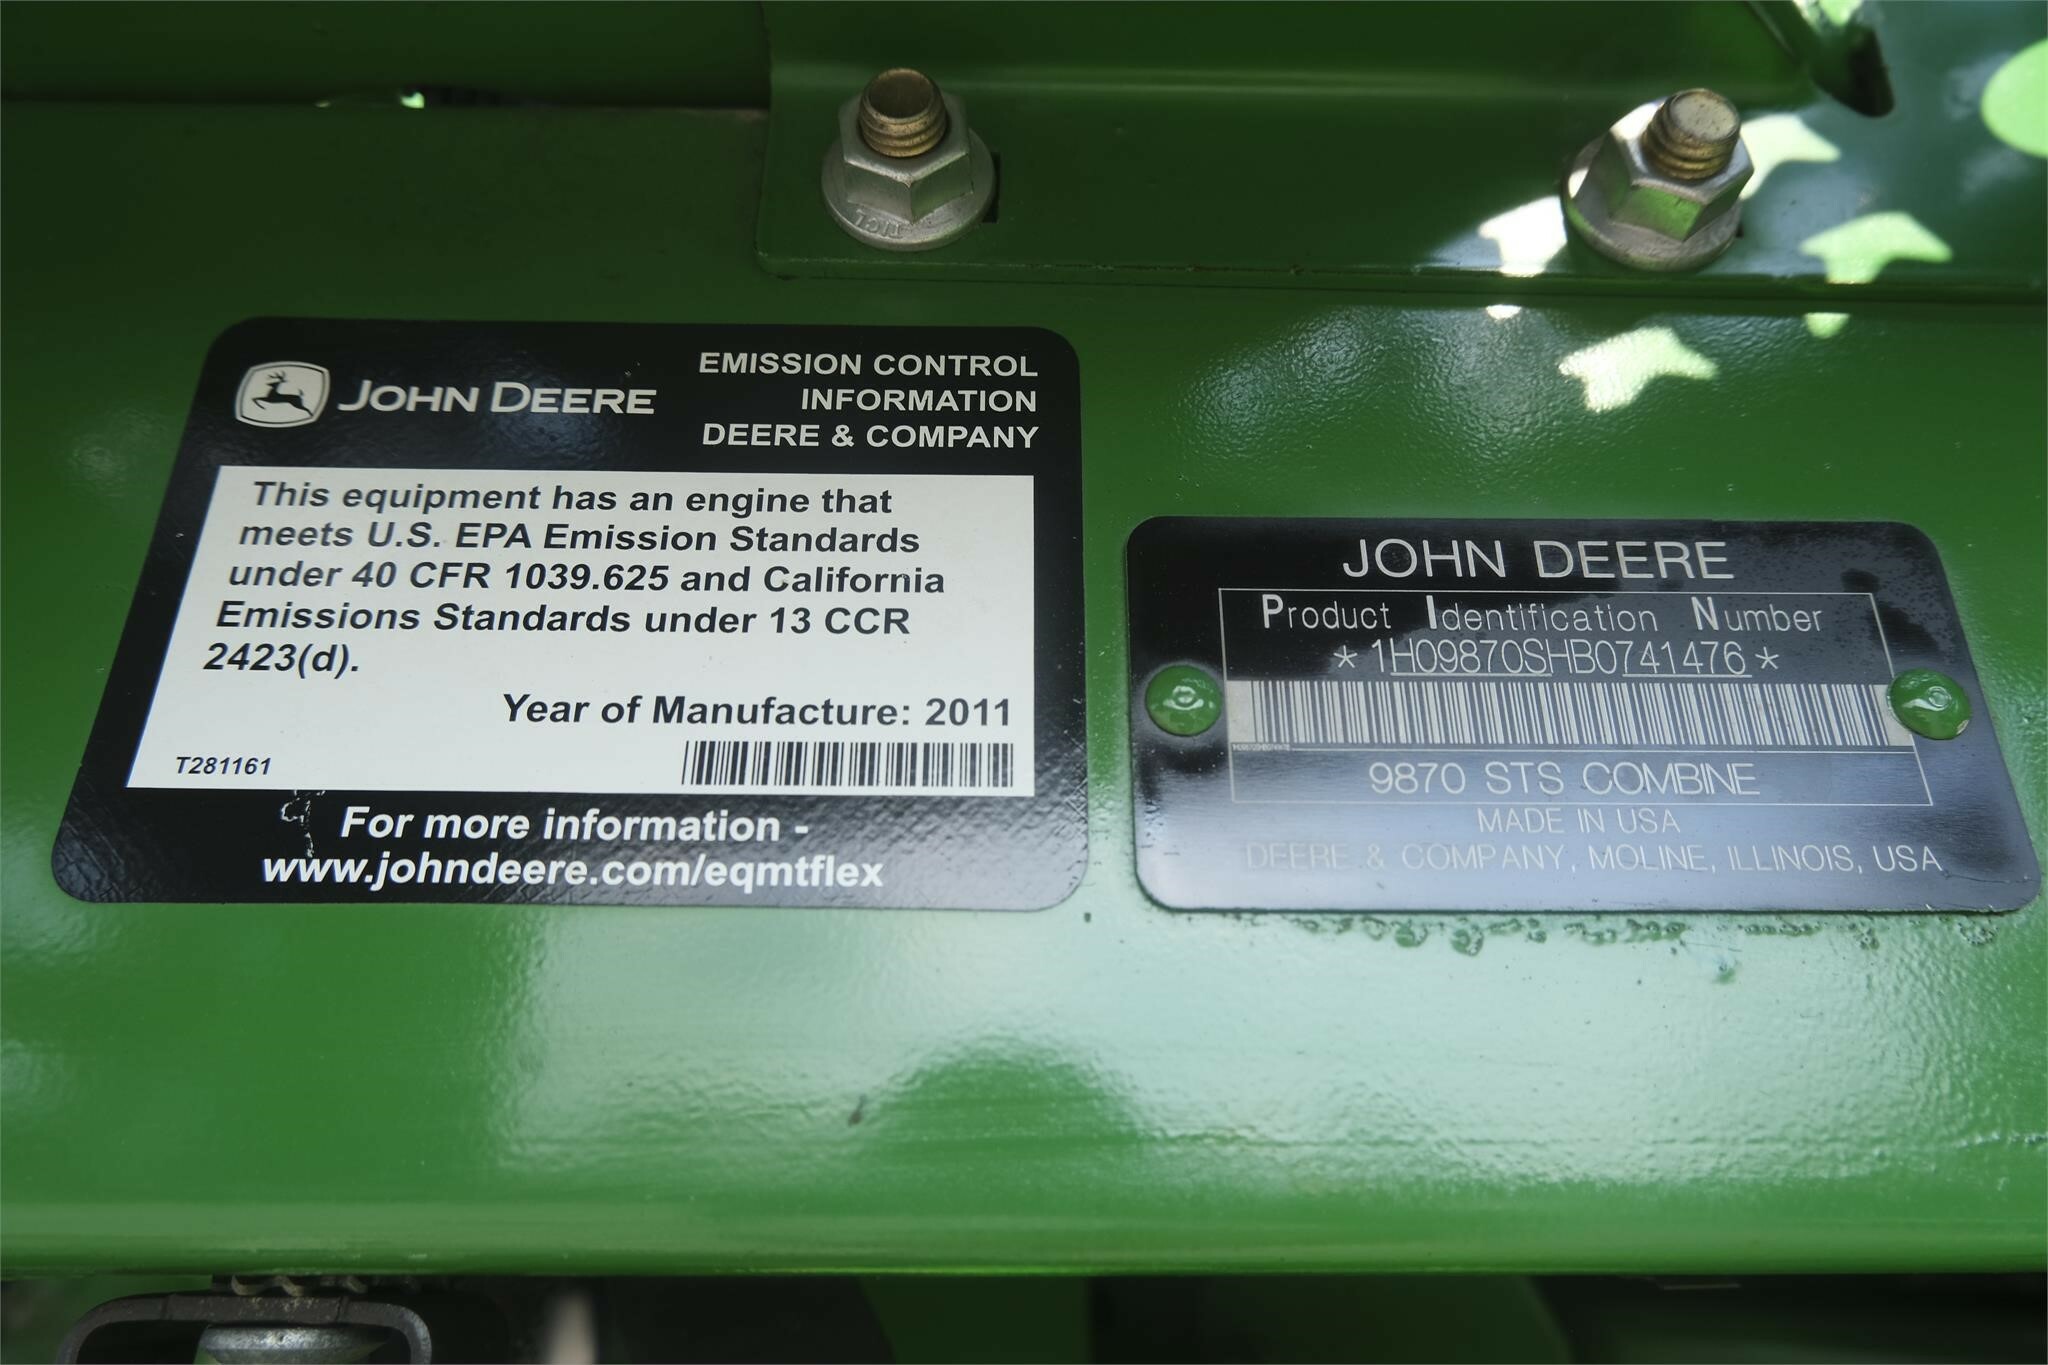 TICL
JOHN DEERE
EMISSION CONTROL
INFORMATION
DEERE & COMPANY
This equipment has an engine that
meets U.S. EPA Emission Standards
under 40 CFR 1039.625 and California
Emissions Standards under 13 CCR
2423(d).
Year of Manufacture: 2011
T281161
For more information -
www.johndeere.com/eqmtflex
JOHN DEERE
Product Identification Number
*1H09870SHB0741476*
9870 STS COMBINE
MADE IN USA
DEERE & COMPANY, MOLINE, ILLINOIS, USA